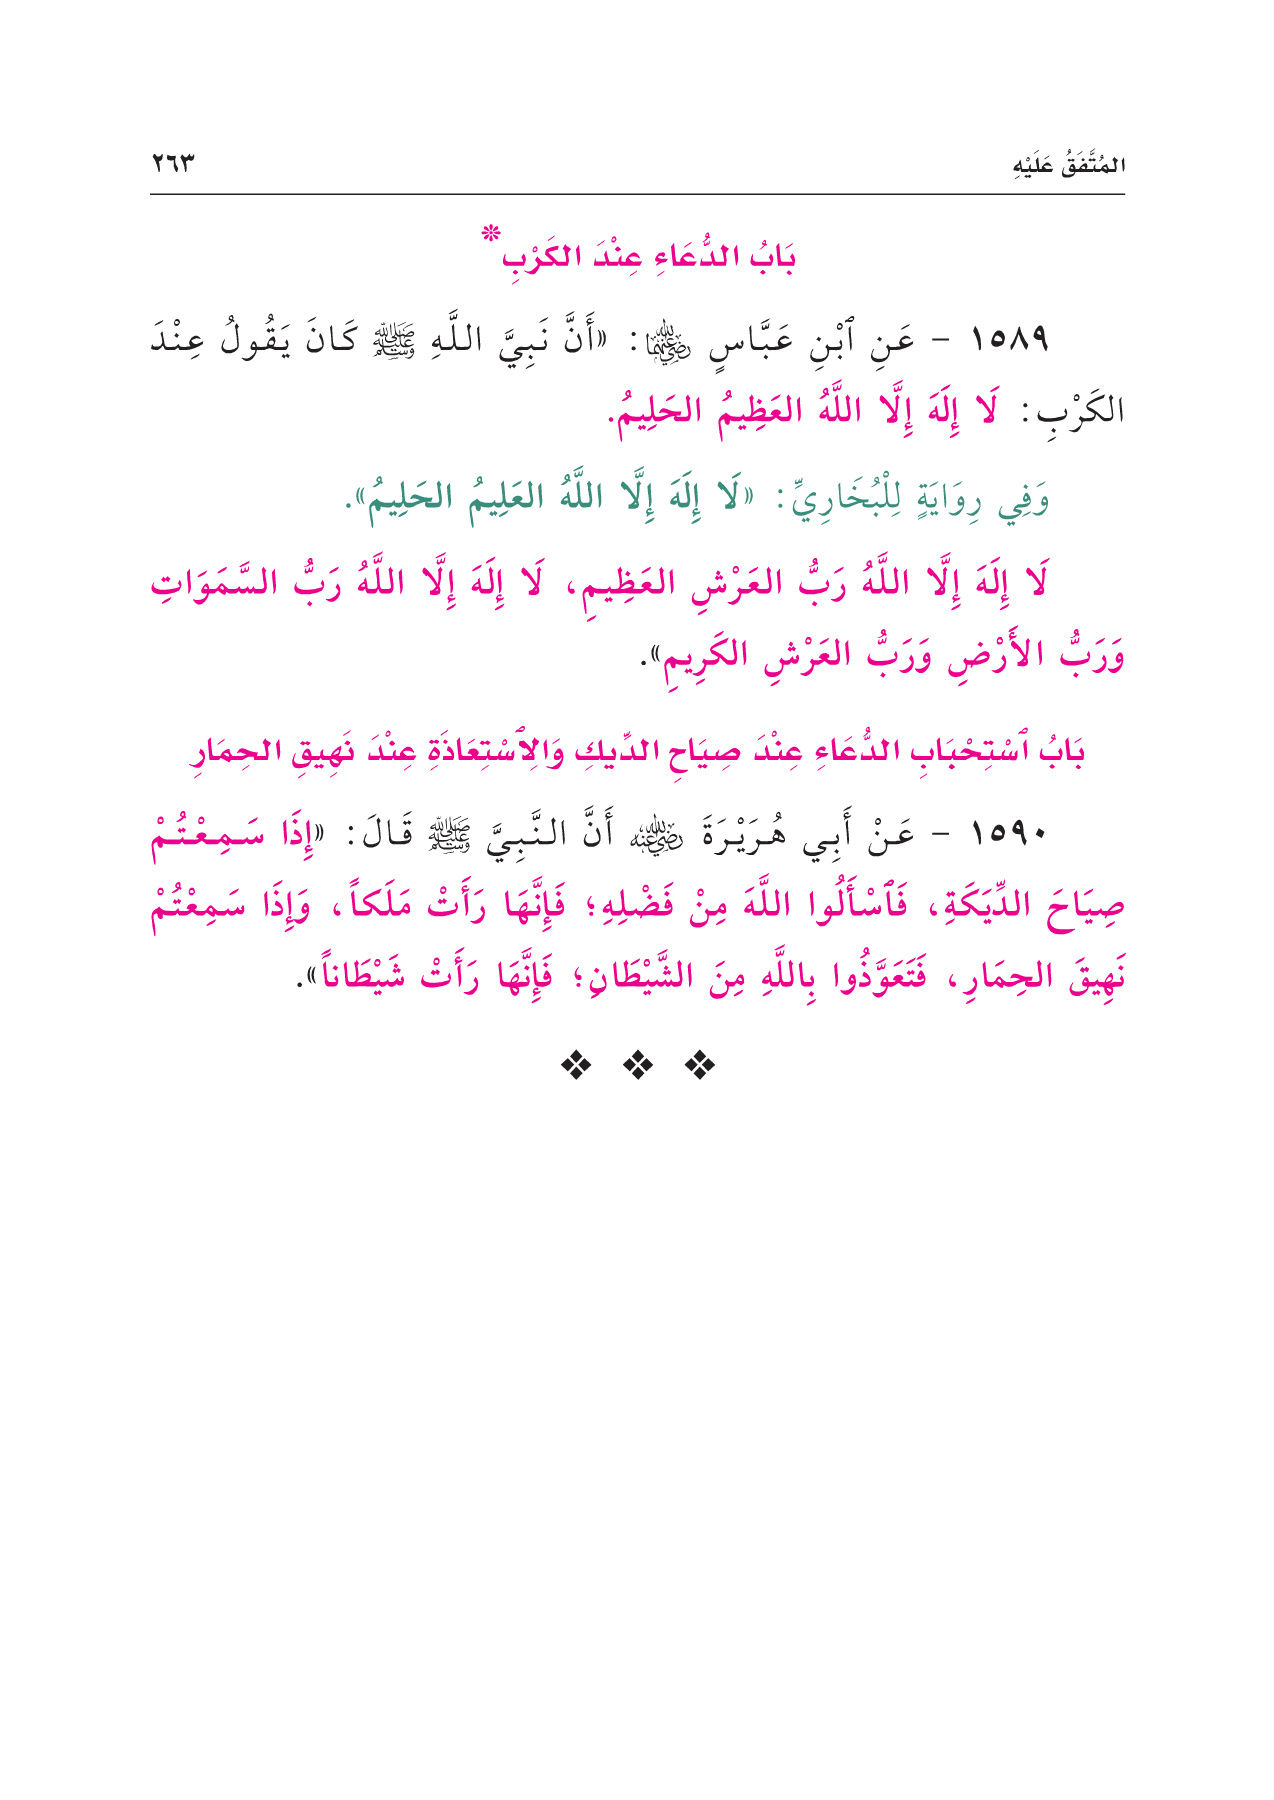 المُتَّفَقُ عَلَيْهِ ٢٦٣
بَابُ الدُّعَاءِ عِنْدَ الكَرْبِ*
١٥٨٩ - عَنِ ٱبْنِ عَبَّاسٍ رضي الله عنهما: «أَنَّ نَبِيَّ اللَّهِ ﷺ كَانَ يَقُولُ عِنْدَ
الكَرْبِ: لَا إِلَهَ إِلَّا اللَّهُ العَظِيمُ الحَلِيمُ.
وَفِي رِوَايَةٍ لِلْبُخَارِيِّ: «لَا إِلَهَ إِلَّا اللَّهُ العَلِيمُ الحَلِيمُ».
لَا إِلَهَ إِلَّا اللَّهُ رَبُّ العَرْشِ العَظِيمِ، لَا إِلَهَ إِلَّا اللَّهُ رَبُّ السَّمَوَاتِ
وَرَبُّ الأَرْضِ وَرَبُّ العَرْشِ الكَرِيمِ».
بَابُ ٱسْتِحْبَابِ الدُّعَاءِ عِنْدَ صِيَاحِ الدِّيكِ وَالِٱسْتِعَاذَةِ عِنْدَ نَهِيقِ الحِمَارِ
١٥٩٠ - عَنْ أَبِي هُرَيْرَةَ رضي الله عنه أَنَّ النَّبِيَّ ﷺ قَالَ: «إِذَا سَمِعْتُمْ
صِيَاحَ الدِّيَكَةِ، فَٱسْأَلُوا اللَّهَ مِنْ فَضْلِهِ؛ فَإِنَّهَا رَأَتْ مَلَكاً، وَإِذَا سَمِعْتُمْ
نَهِيقَ الحِمَارِ، فَتَعَوَّذُوا بِاللَّهِ مِنَ الشَّيْطَانِ؛ فَإِنَّهَا رَأَتْ شَيْطَاناً».